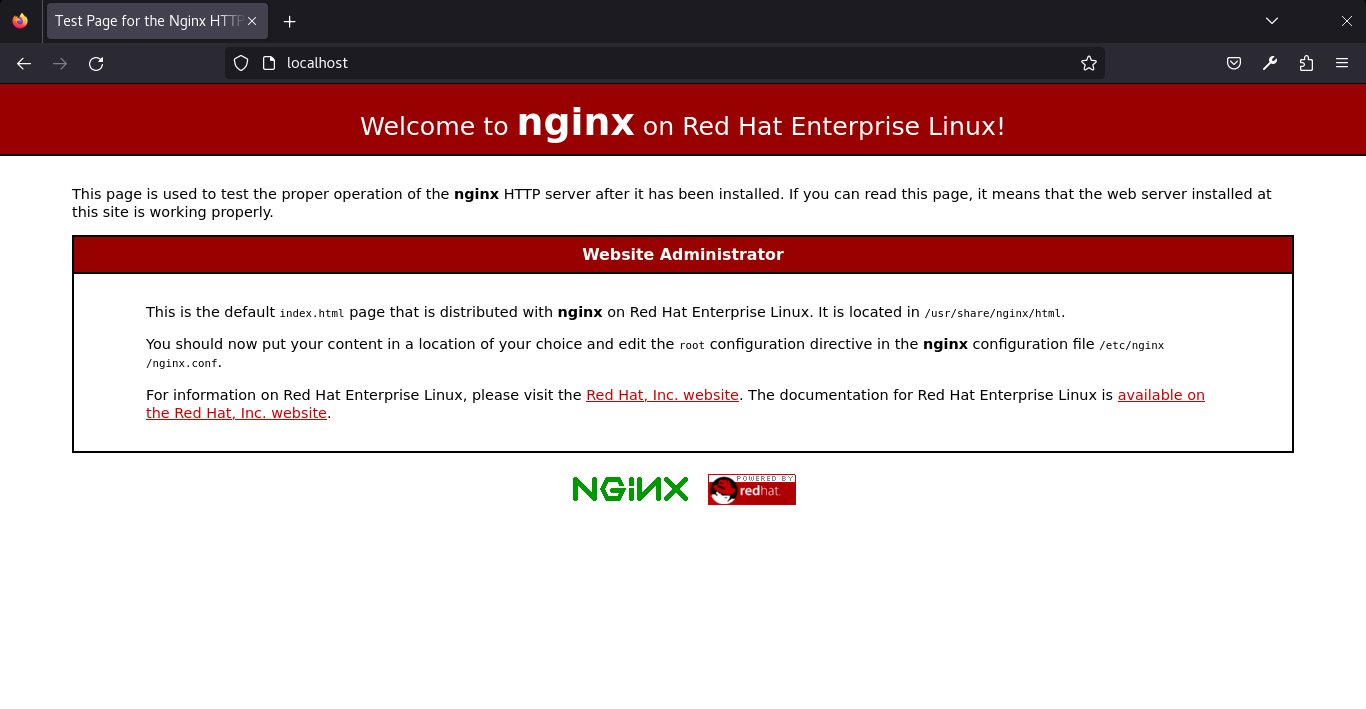 Test Page for the Nginx HTTP
localhost
Welcome to nginx on Red Hat Enterprise Linux!
This page is used to test the proper operation of the nginx HTTP server after it has been installed. If you can read this page, it means that the web server installed at
this site is working properly.
Website Administrator
This is the default index.html page that is distributed with nginx on Red Hat Enterprise Linux. It is located in /usr/share/nginx/html.
You should now put your content in a location of your choice and edit the root configuration directive in the nginx configuration file /etc/nginx
/nginx.conf.
For information on Red Hat Enterprise Linux, please visit the Red Hat, Inc. website. The documentation for Red Hat Enterprise Linux is available on
the Red Hat, Inc. website.
NGiNX
POWERED BY
redhat.